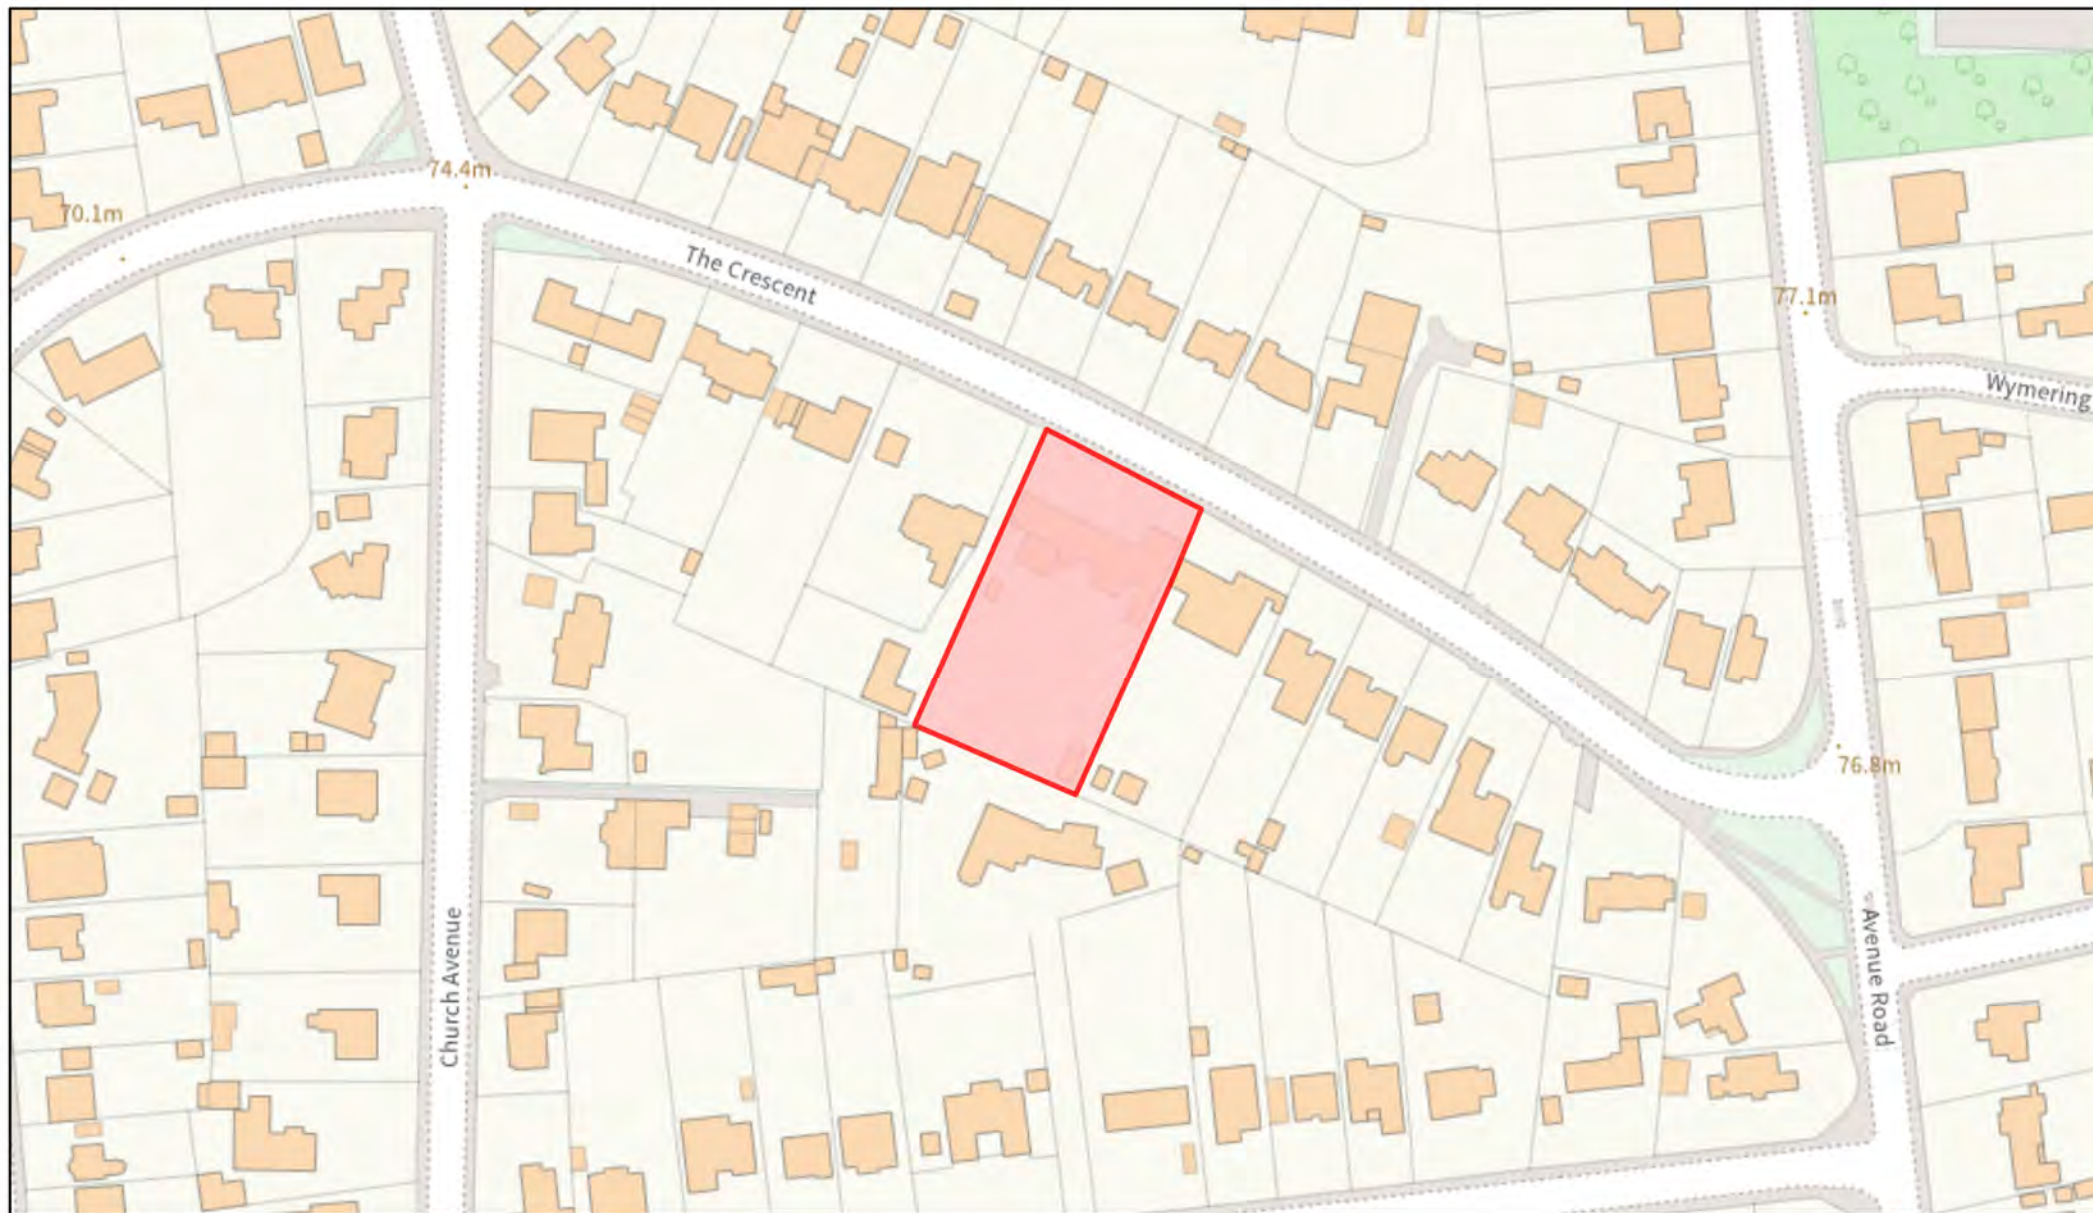 74.4m
70.1m
The Crescent
77.1m
Wymering
76.8m
Church Avenue
Avenue Road